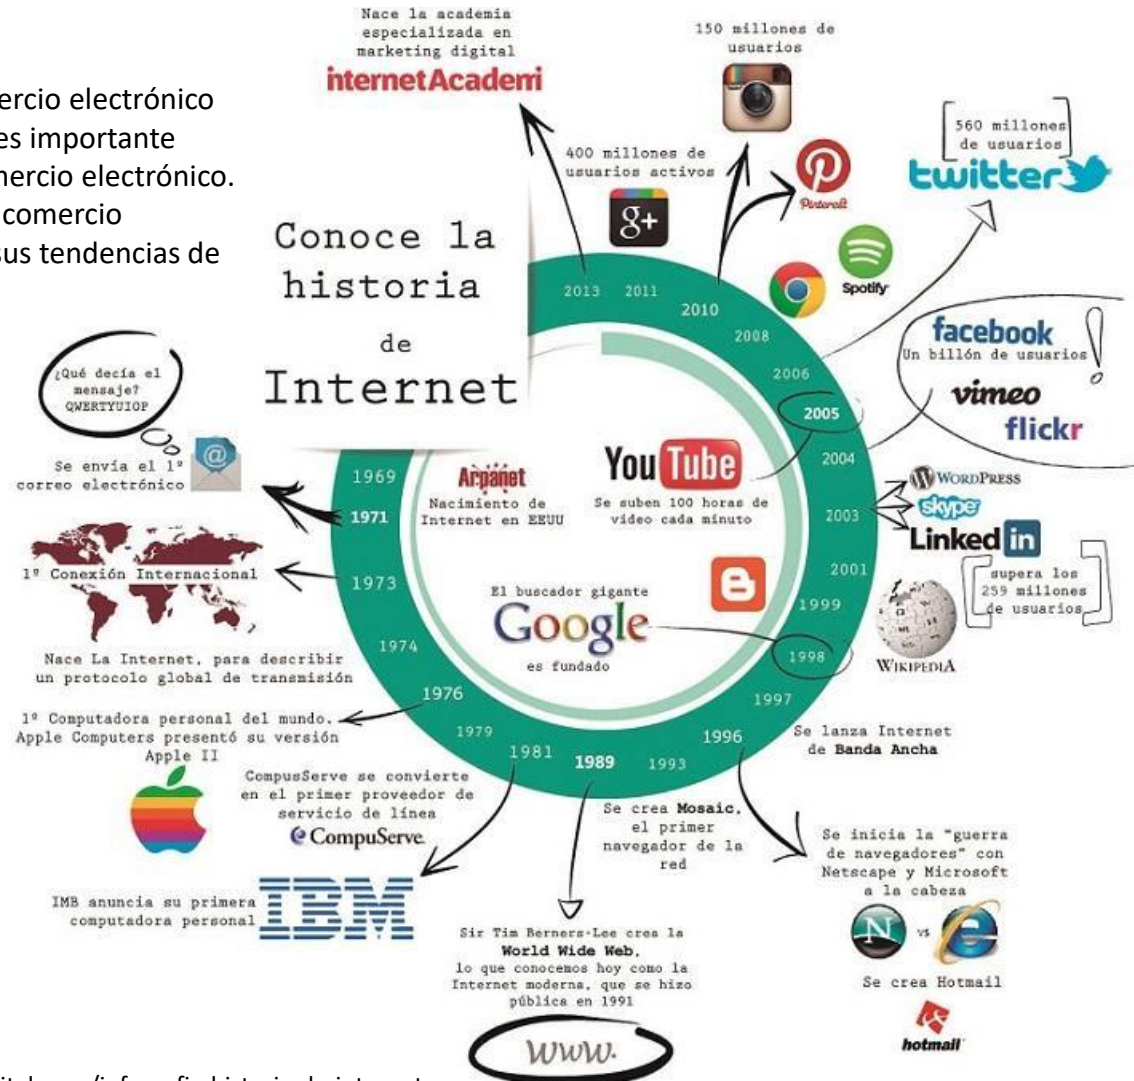 Nace la academia
especializada en
marketing digital
internetAcademi
150 millones de
usuarios
ercio electrónico
es importante
mercio electrónico.
comercio
sus tendencias de
400 millones de
usuarios activos
g+
Pinterest
560 millones
de usuarios
twitter
Conoce la
historia
de
Internet
Spotify
2013
2011
2010
2008
2006
2005
2004
2003
2001
1999
1998
1997
1996
1993
1989
1981
1979
1976
1974
1973
1971
1969
facebook
Un billón de usuarios
!
vimeo
flickr
¿Qué decía el
mensaje?
QWERTYUIOP
Se envía el 1º
correo electrónico
@
Arpanet
Nacimiento de
Internet en EEUU
You Tube
Se suben 100 horas de
video cada minuto
WORDPRESS
skype
Linked in
supera los
259 millones
de usuarios
1º Conexión Internacional
El buscador gigante
Google
es fundado
WIKIPEDIA
Nace La Internet, para describir
un protocolo global de transmisión
1º Computadora personal del mundo.
Apple Computers presentó su versión
Apple II
Se lanza Internet
de Banda Ancha
CompusServe se convierte
en el primer proveedor de
servicio de línea
CompuServe
Se crea Mosaic,
el primer
navegador de la
red
Se inicia la "guerra
de navegadores" con
Netscape y Microsoft
a la cabeza
N vs e
IMB anuncia su primera
computadora personal
IBM
Sir Tim Berners-Lee crea la
World Wide Web,
lo que conocemos hoy como la
Internet moderna, que se hizo
pública en 1991
www.
Se crea Hotmail
hotmail